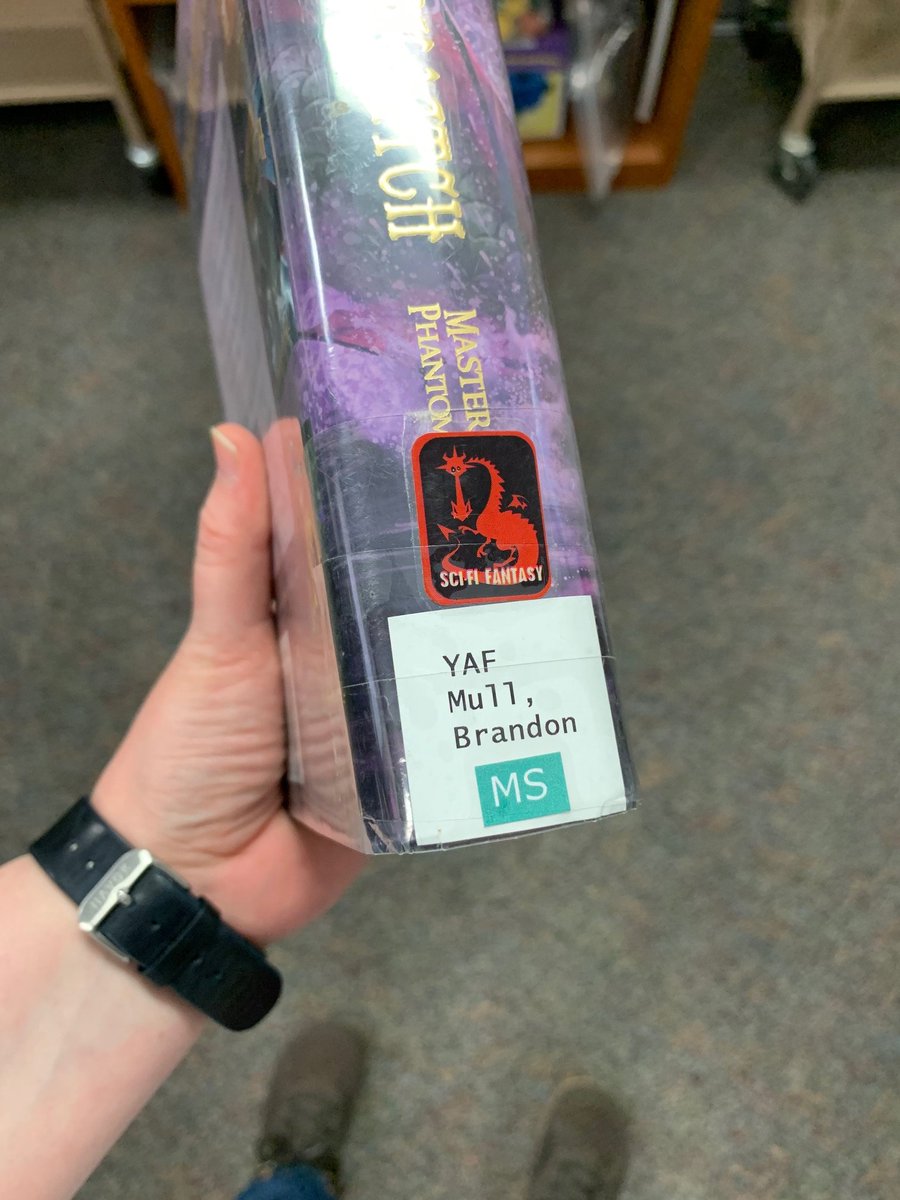 MASTER
PHANTOM
SCI-FI FANTASY
YAF
Mull,
Brandon
MS